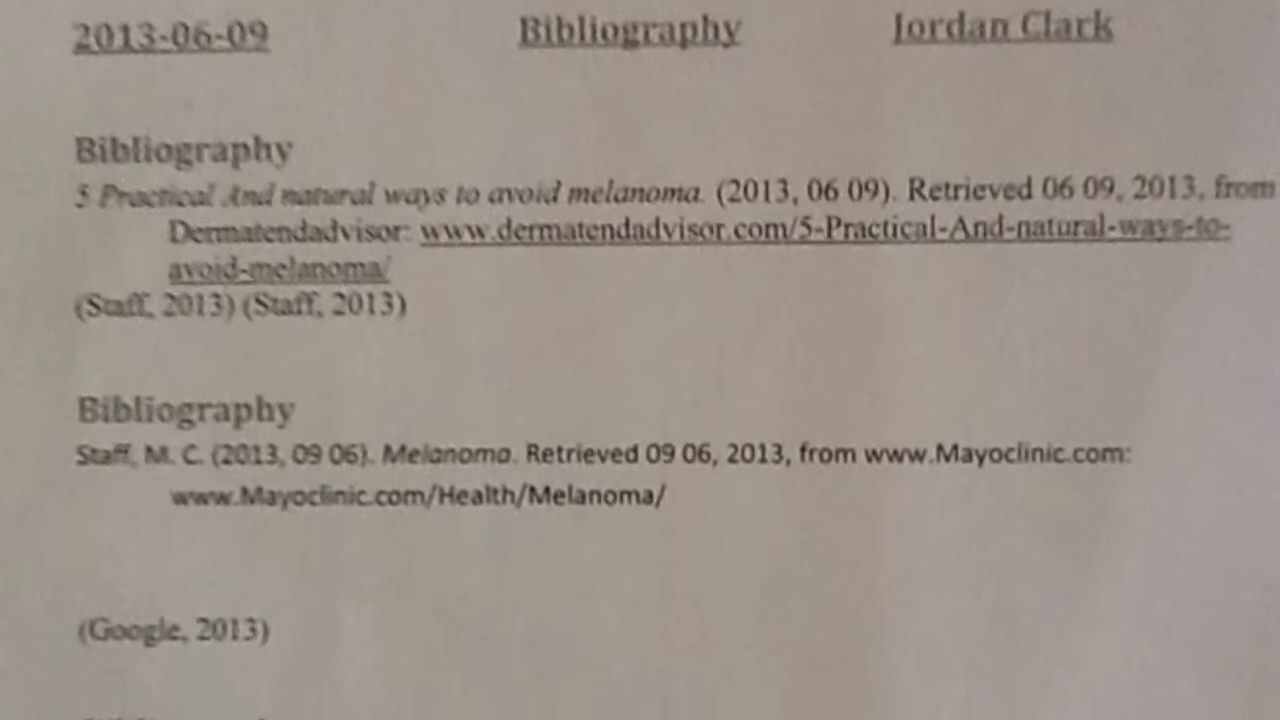 2013-06-09 Bibliography Jordan Clark
Bibliography
5 Practical And natural ways to avoid melanoma. (2013, 06 09). Retrieved 06 09, 2013, from
Dermatendadvisor: www.dermatendadvisor.com/5-Practical-And-natural-ways-to-
avoid-melanoma/
(Staff, 2013) (Staff, 2013)
Bibliography
Staff, M. C. (2013, 09 06). Melanoma. Retrieved 09 06, 2013, from www.Mayoclinic.com:
www.Mayoclinic.com/Health/Melanoma/
(Google, 2013)